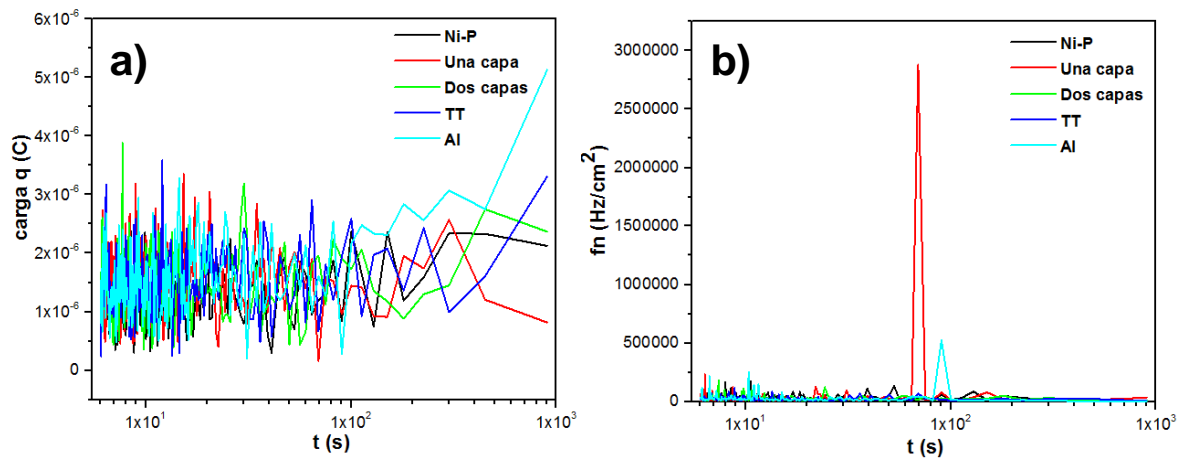 a)
carga q (C)
6x10⁻⁶
5x10⁻⁶
4x10⁻⁶
3x10⁻⁶
2x10⁻⁶
1x10⁻⁶
0
Ni-P
Una capa
Dos capas
TT
Al
1x10¹
1x10²
1x10³
t (s)
b)
fn (Hz/cm²)
3000000
2500000
2000000
1500000
1000000
500000
0
Ni-P
Una capa
Dos capas
TT
Al
1x10¹
1x10²
1x10³
t (s)